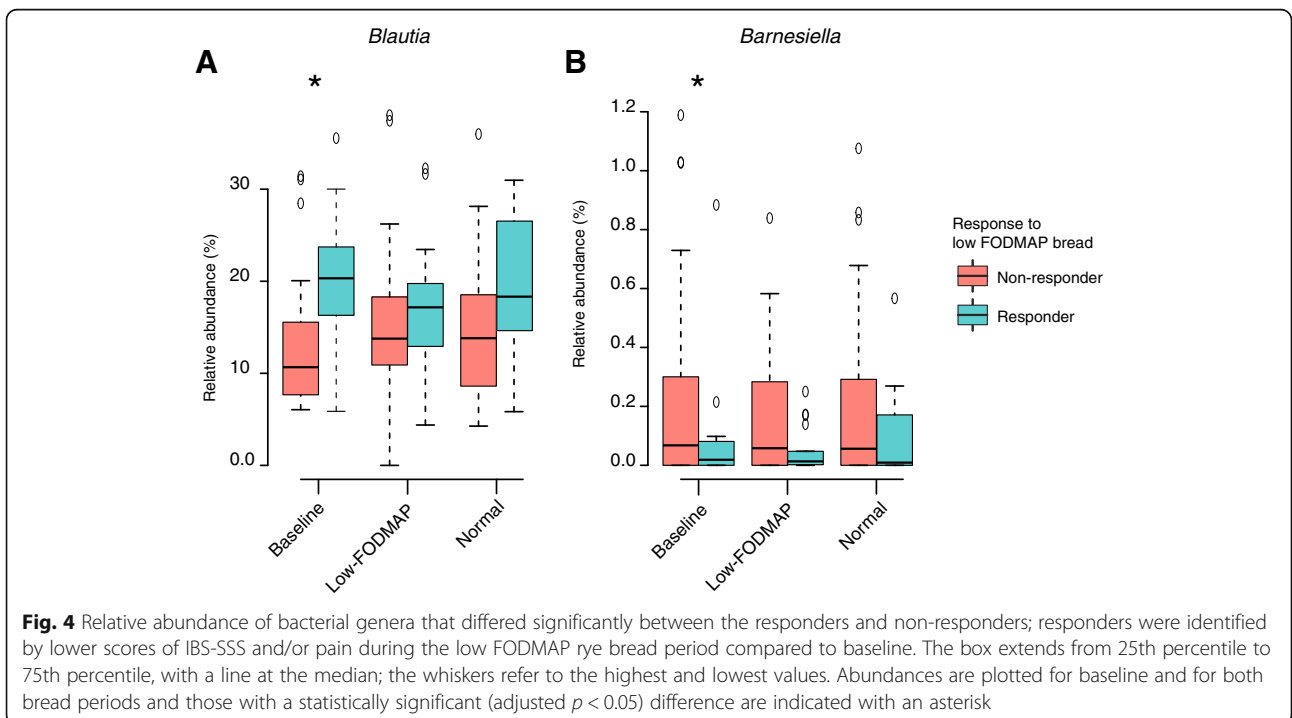 Blautia
Barnesiella
A
B
*
*
Relative abundance (%)
30
20
10
0.0
Baseline
Low-FODMAP
Normal
Relative abundance (%)
1.2
1.0
0.8
0.6
0.4
0.2
0.0
Baseline
Low-FODMAP
Normal
Response to
low FODMAP bread
Non-responder
Responder
Fig. 4 Relative abundance of bacterial genera that differed significantly between the responders and non-responders; responders were identified
by lower scores of IBS-SSS and/or pain during the low FODMAP rye bread period compared to baseline. The box extends from 25th percentile to
75th percentile, with a line at the median; the whiskers refer to the highest and lowest values. Abundances are plotted for baseline and for both
bread periods and those with a statistically significant (adjusted p < 0.05) difference are indicated with an asterisk